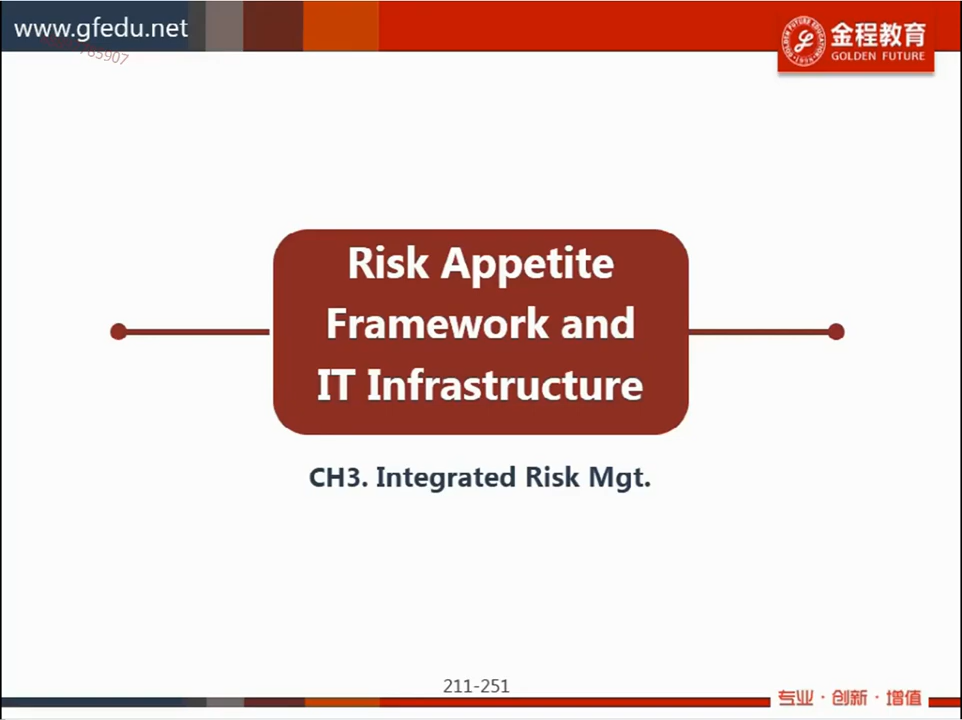 www.gfedu.net
金程教育
GOLDEN FUTURE
Risk Appetite
Framework and
IT Infrastructure
CH3. Integrated Risk Mgt.
211-251
专业·创新·增值